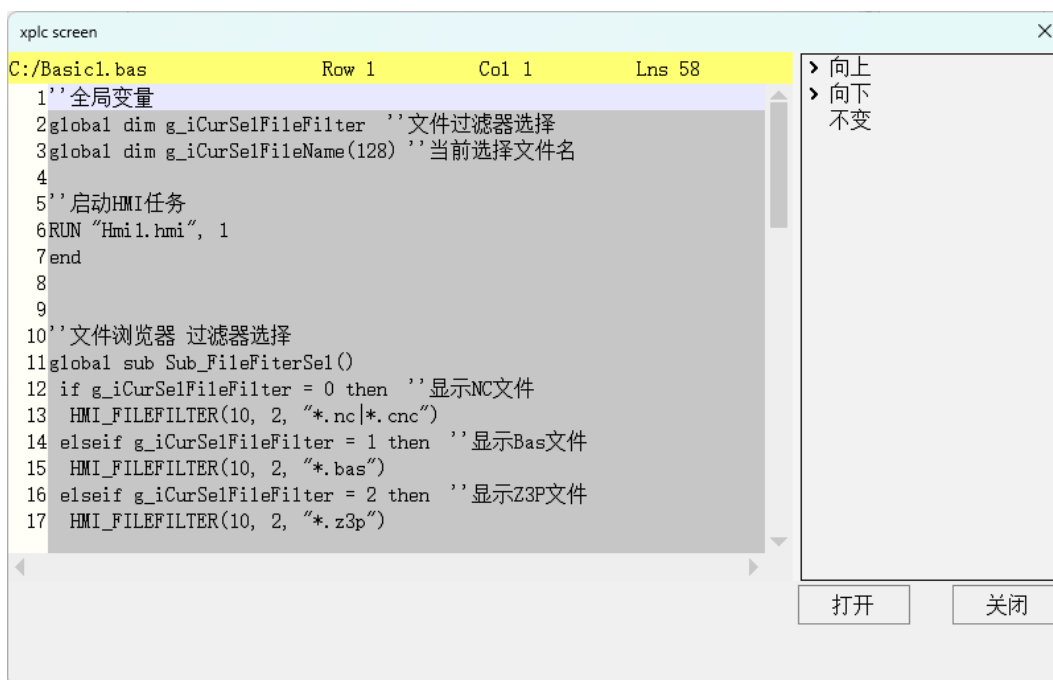 xplc screen
C:/Basic1.bas Row 1 Col 1 Lns 58
1''全局变量
2global dim g_iCurSelFileFilter ''文件过滤器选择
3global dim g_iCurSelFileName(128) ''当前选择文件名
4
5''启动HMI任务
6RUN "Hmi1.hmi", 1
7end
8
9
10''文件浏览器 过滤器选择
11global sub Sub_FileFiterSel()
12 if g_iCurSelFileFilter = 0 then ''显示NC文件
13 HMI_FILEFILTER(10, 2, "*.nc|*.cnc")
14 elseif g_iCurSelFileFilter = 1 then ''显示Bas文件
15 HMI_FILEFILTER(10, 2, "*.bas")
16 elseif g_iCurSelFileFilter = 2 then ''显示Z3P文件
17 HMI_FILEFILTER(10, 2, "*.z3p")
向上
向下
不变
打开
关闭